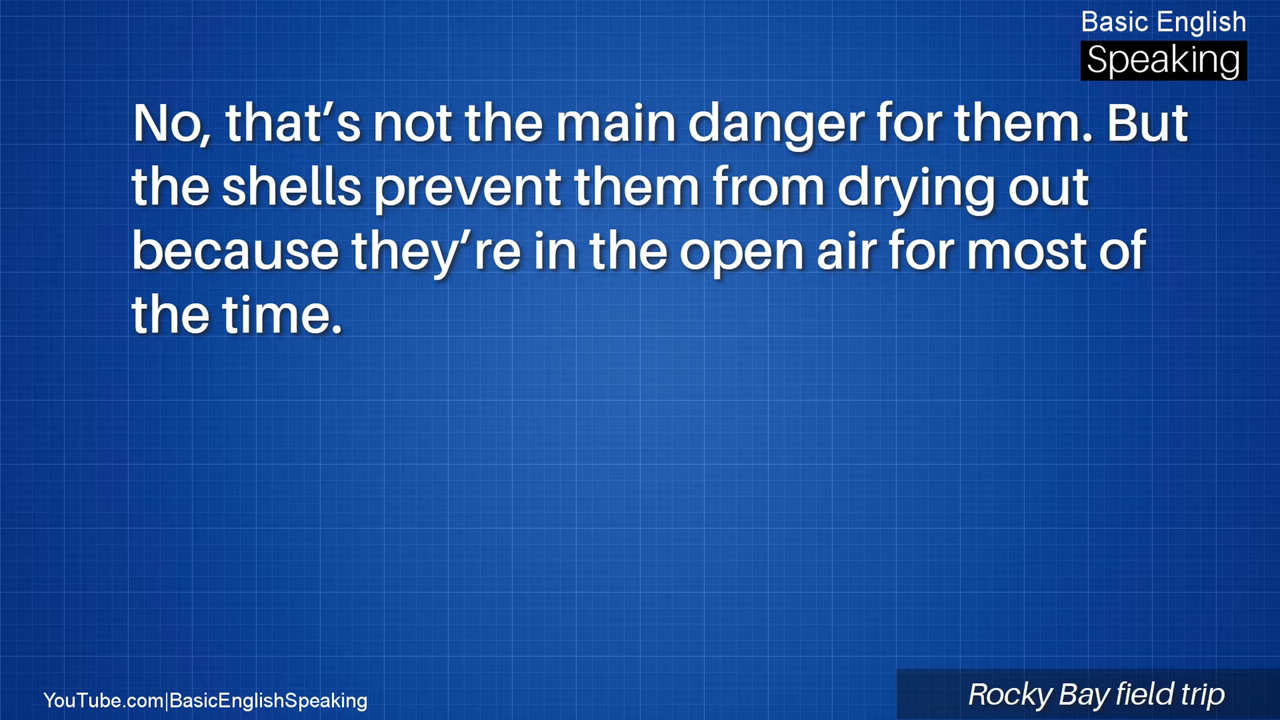 Basic English
Speaking
No, that’s not the main danger for them. But
the shells prevent them from drying out
because they’re in the open air for most of
the time.
YouTube.com|BasicEnglishSpeaking
Rocky Bay field trip